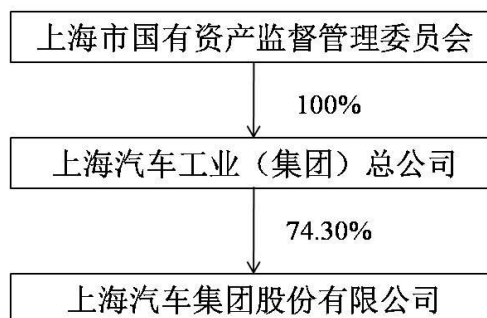 上海市国有资产监督管理委员会
100%
上海汽车工业（集团）总公司
74.30%
上海汽车集团股份有限公司